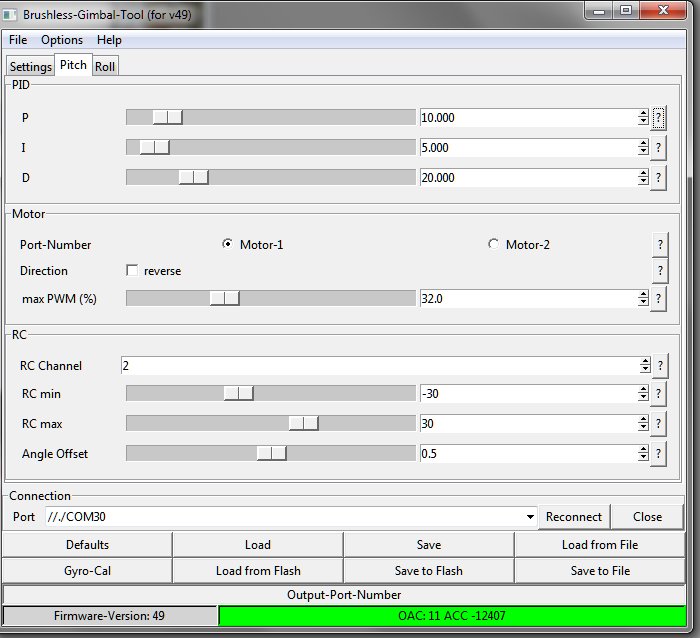 Brushless-Gimbal-Tool (for v49)
File Options Help
Settings Pitch Roll
PID
P 10.000 ?
I 5.000 ?
D 20.000 ?
Motor
Port-Number Motor-1 Motor-2 ?
Direction reverse ?
max PWM (%) 32.0 ?
RC
RC Channel 2 ?
RC min -30 ?
RC max 30 ?
Angle Offset 0.5 ?
Connection
Port //./COM30 Reconnect Close
Defaults Load Save Load from File
Gyro-Cal Load from Flash Save to Flash Save to File
Output-Port-Number
Firmware-Version: 49 OAC: 11 ACC -12407